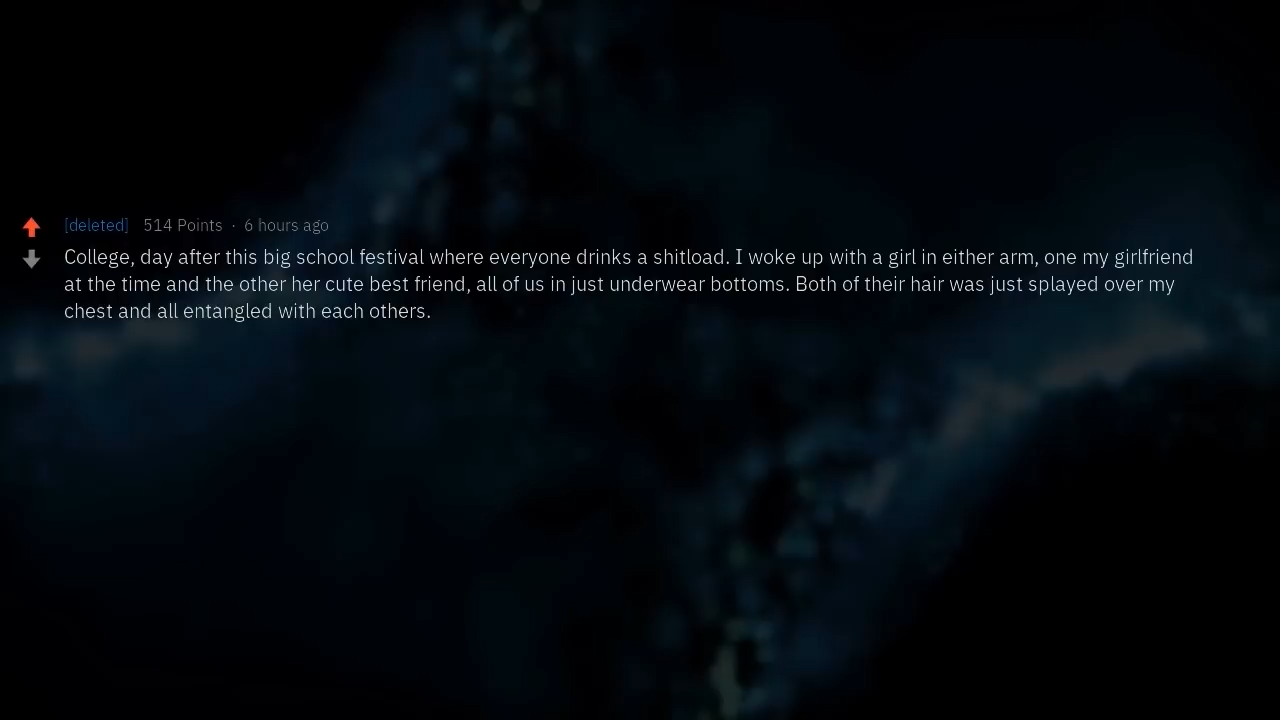 [deleted] 514 Points · 6 hours ago
College, day after this big school festival where everyone drinks a shitload. I woke up with a girl in either arm, one my girlfriend
at the time and the other her cute best friend, all of us in just underwear bottoms. Both of their hair was just splayed over my
chest and all entangled with each others.